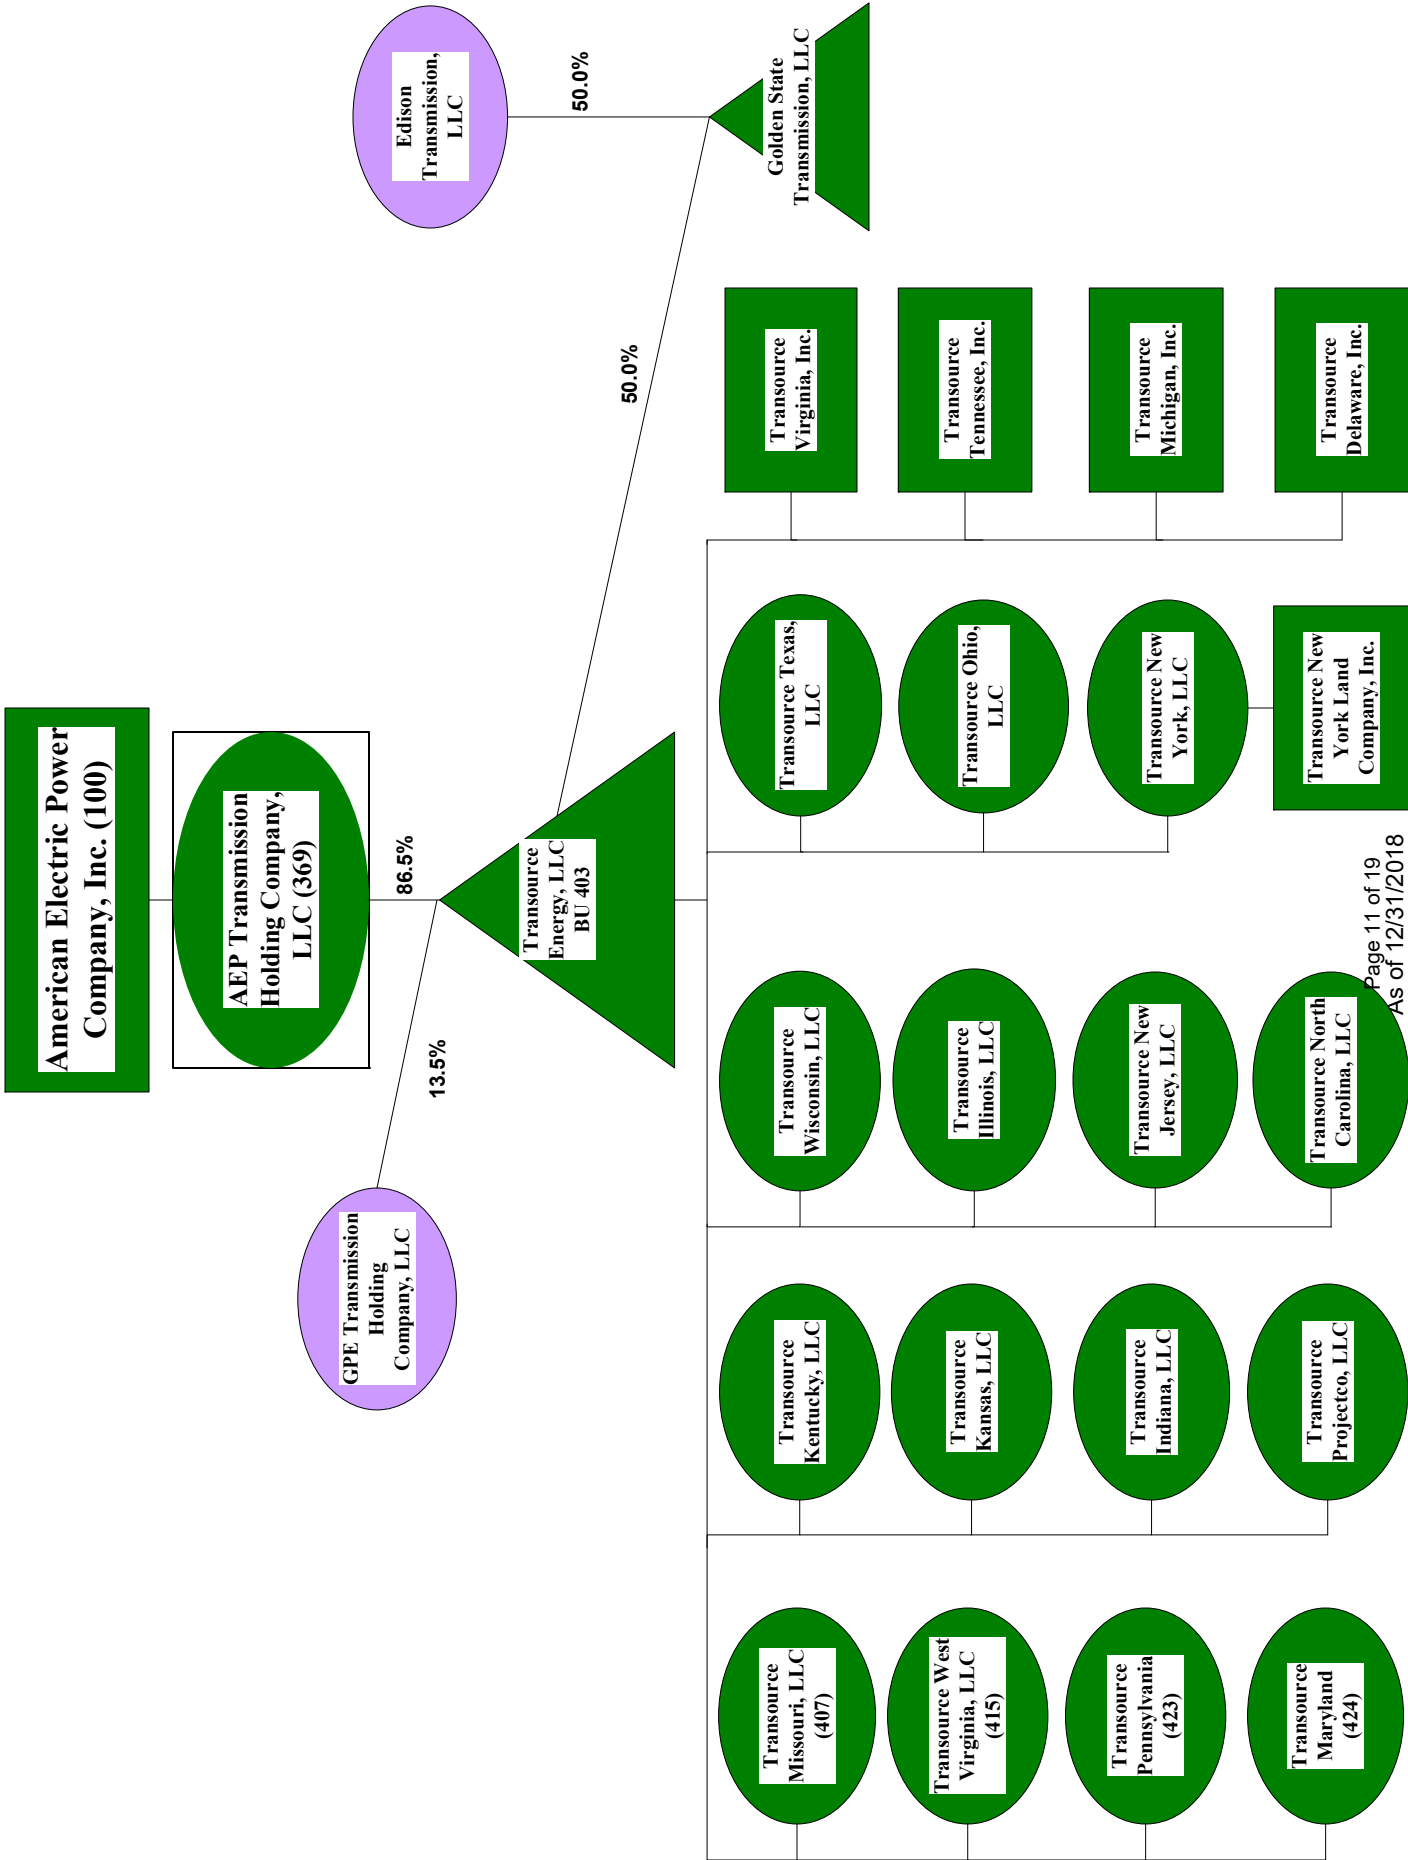 American Electric Power
Company, Inc. (100)
AEP Transmission
Holding Company,
LLC (369)
86.5%
13.5%
GPE Transmission
Holding
Company, LLC
Edison
Transmission,
LLC
50.0%
50.0%
Golden State
Transmission, LLC
Transource
Energy, LLC
BU 403
Transource
Missouri, LLC
(407)
Transource West
Virginia, LLC
(415)
Transource
Pennsylvania
(423)
Transource
Maryland
(424)
Transource
Kentucky, LLC
Transource
Kansas, LLC
Transource
Indiana, LLC
Transource
Projectco, LLC
Transource
Wisconsin, LLC
Transource
Illinois, LLC
Transource New
Jersey, LLC
Transource North
Carolina, LLC
Transource Texas,
LLC
Transource Ohio,
LLC
Transource New
York, LLC
Transource New
York Land
Company, Inc.
Transource
Virginia, Inc.
Transource
Tennessee, Inc.
Transource
Michigan, Inc.
Transource
Delaware, Inc.
Page 11 of 19
As of 12/31/2018